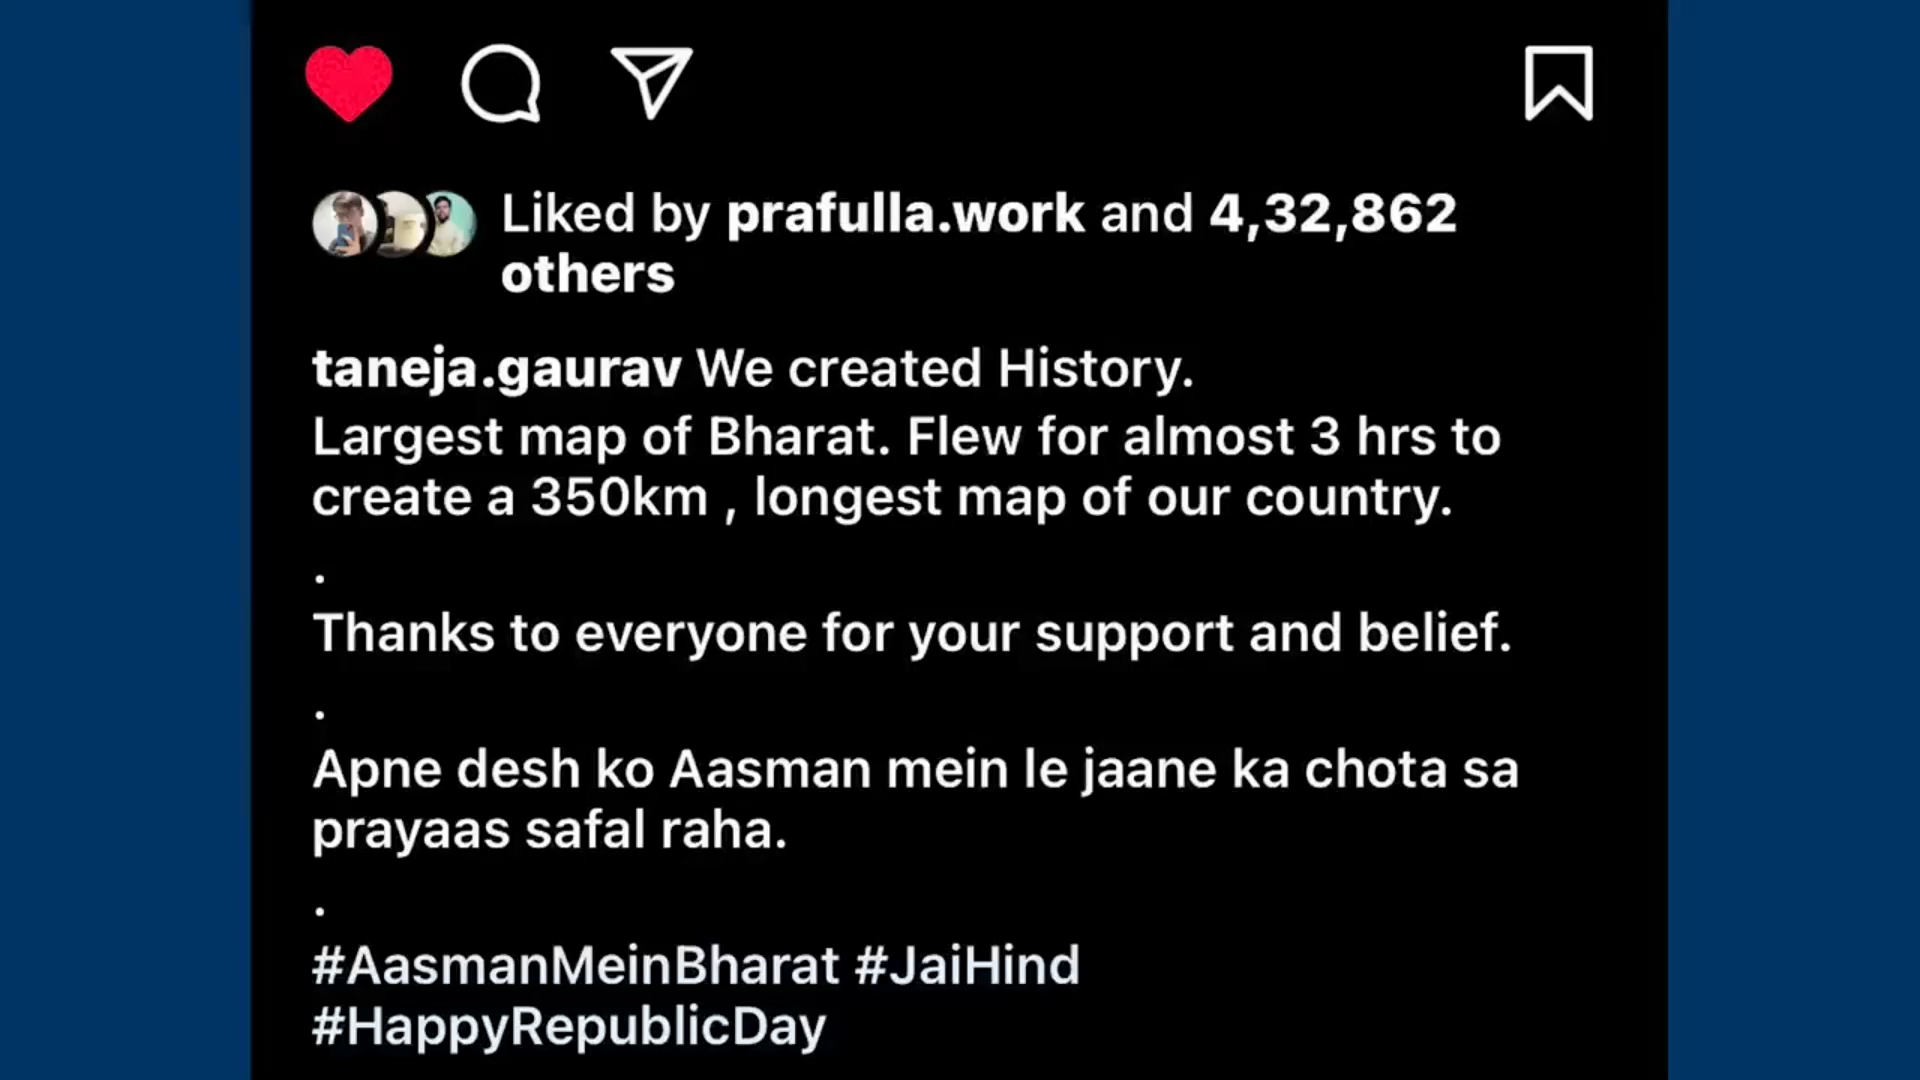 Liked by prafulla.work and 4,32,862
others
taneja.gaurav We created History.
Largest map of Bharat. Flew for almost 3 hrs to
create a 350km , longest map of our country.
.
Thanks to everyone for your support and belief.
.
Apne desh ko Aasman mein le jaane ka chota sa
prayaas safal raha.
.
#AasmanMeinBharat #JaiHind
#HappyRepublicDay